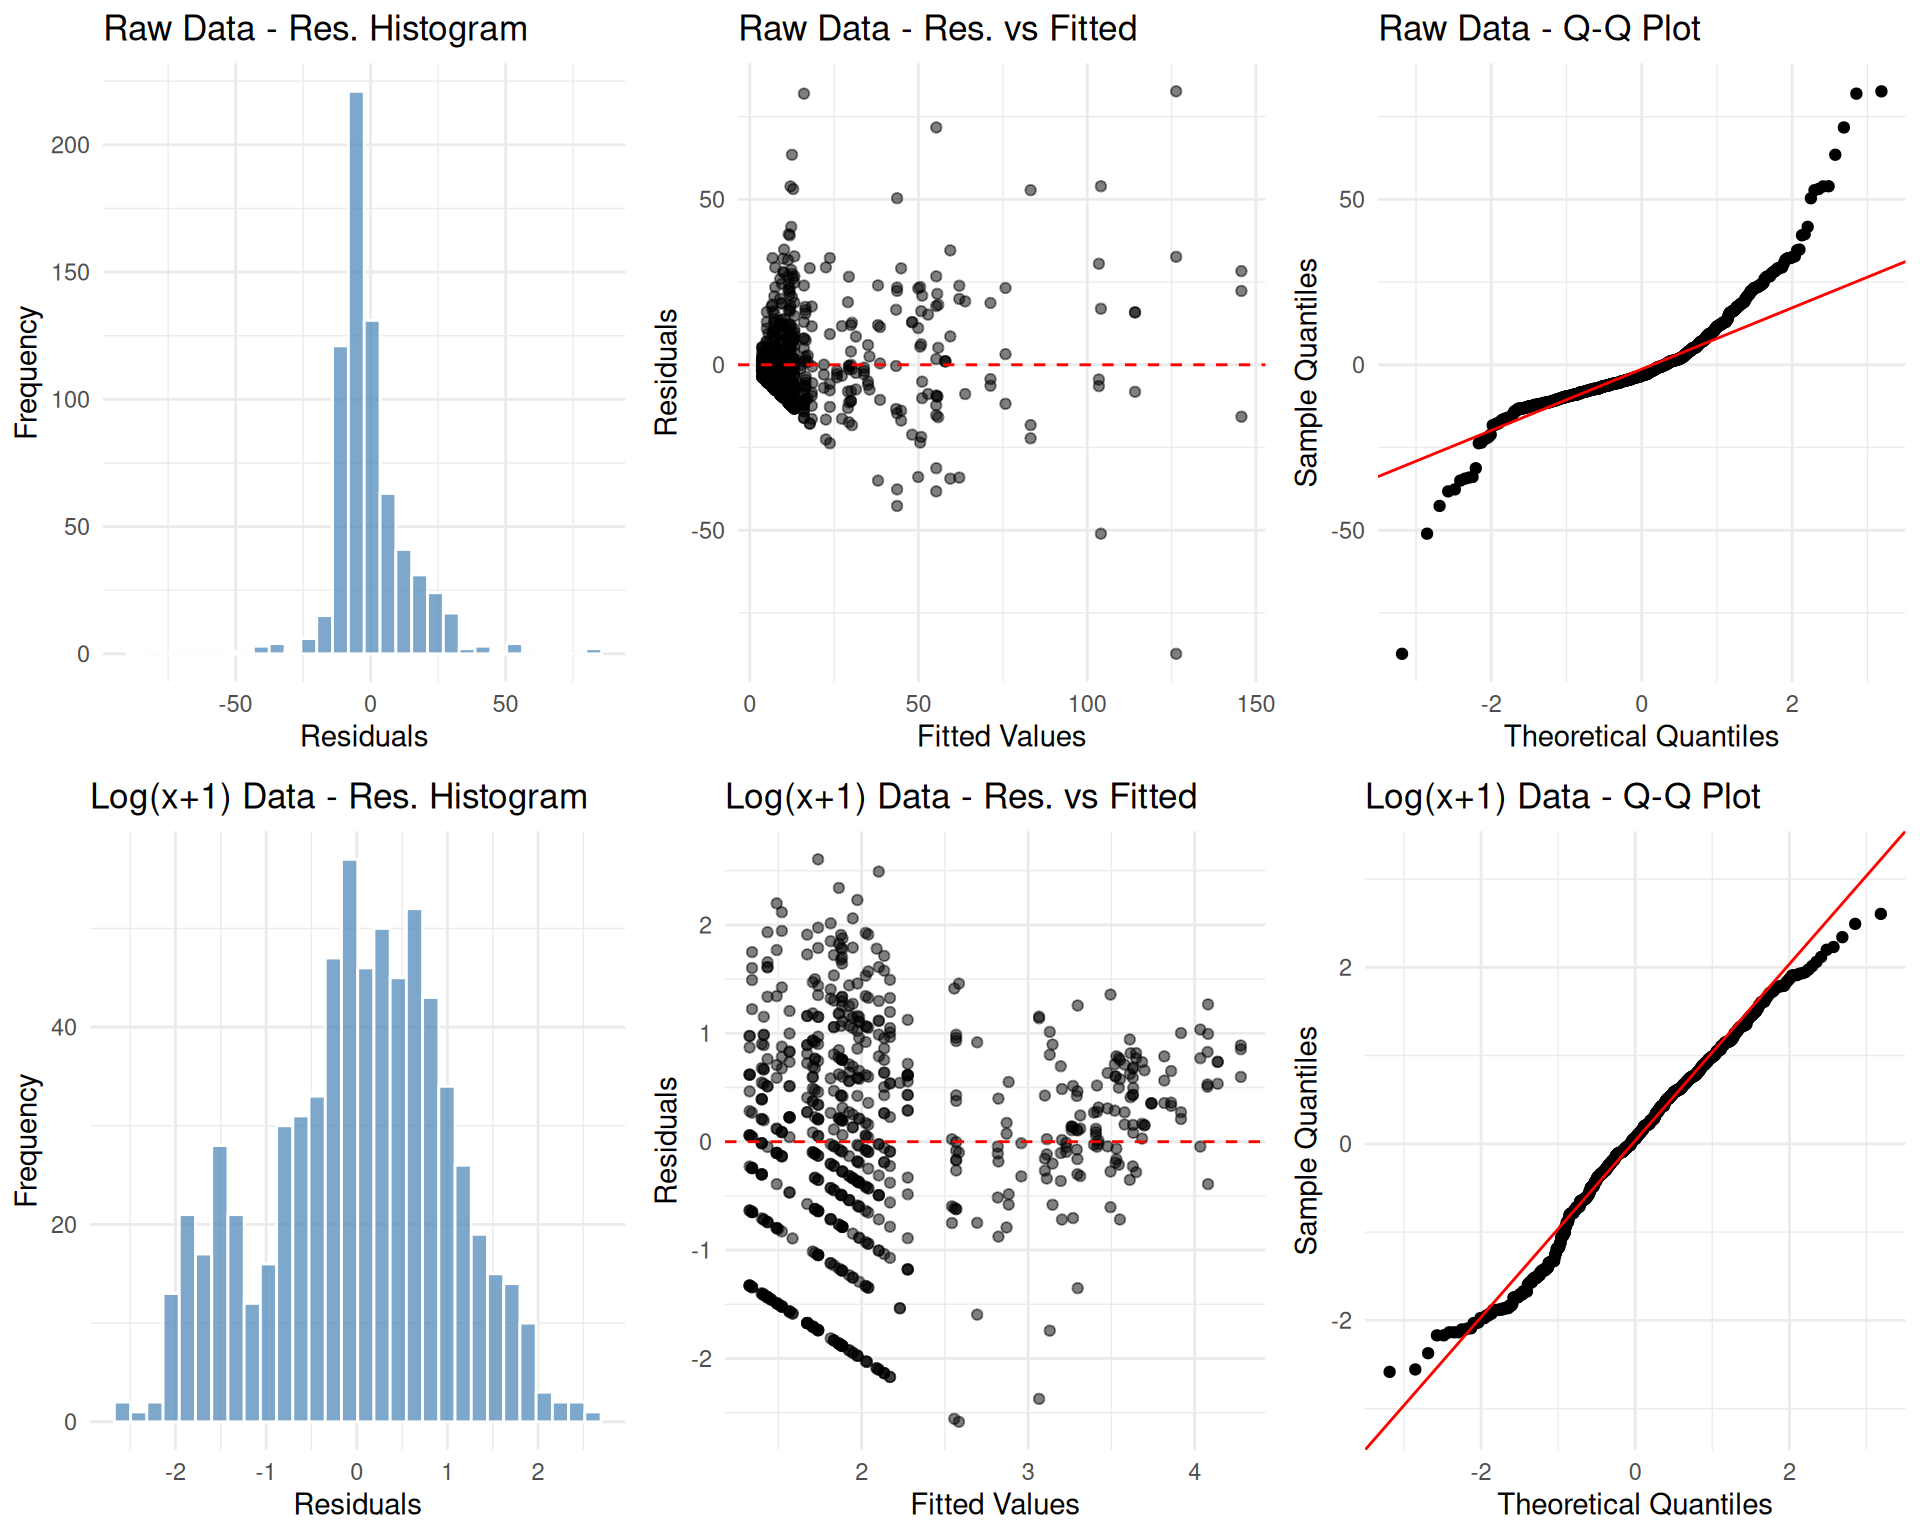 Raw Data - Res. Histogram
Frequency
200
150
100
50
0
-50
0
50
Residuals
Raw Data - Res. vs Fitted
Residuals
50
0
-50
0
50
100
150
Fitted Values
Raw Data - Q-Q Plot
Sample Quantiles
50
0
-50
-2
0
2
Theoretical Quantiles
Log(x+1) Data - Res. Histogram
Frequency
40
20
0
-2
-1
0
1
2
Residuals
Log(x+1) Data - Res. vs Fitted
Residuals
2
1
0
-1
-2
2
3
4
Fitted Values
Log(x+1) Data - Q-Q Plot
Sample Quantiles
2
0
-2
-2
0
2
Theoretical Quantiles